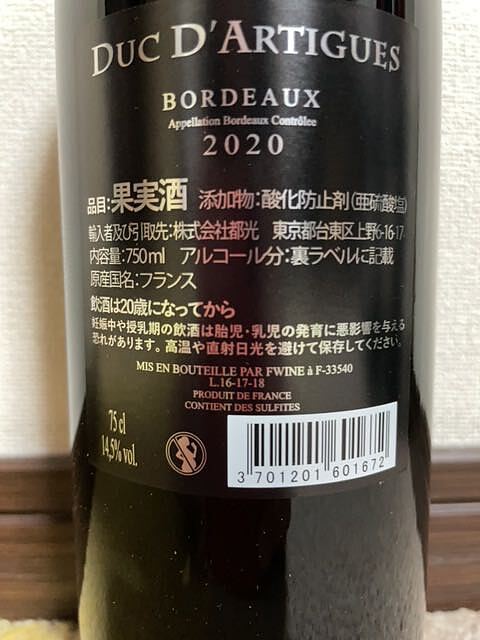 DUC D'ARTIGUES
BORDEAUX
Appellation Bordeaux Contrôlée
2020
品目:果実酒 添加物:酸化防止剤(亜硫酸塩)
輸入者及び引取先:株式会社都光 東京都台東区上野6-16-17
内容量:750ml アルコール分:裏ラベルに記載
原産国名:フランス
飲酒は20歳になってから
妊娠中や授乳期の飲酒は胎児・乳児の発育に悪影響を与える
恐れがあります。高温や直射日光を避けて保存してください。
MIS EN BOUTEILLE PAR FWINE à F-33540
L.16-17-18
PRODUIT DE FRANCE
CONTIENT DES SULFITES
75 cl
14,5% vol.
3 701201 601672